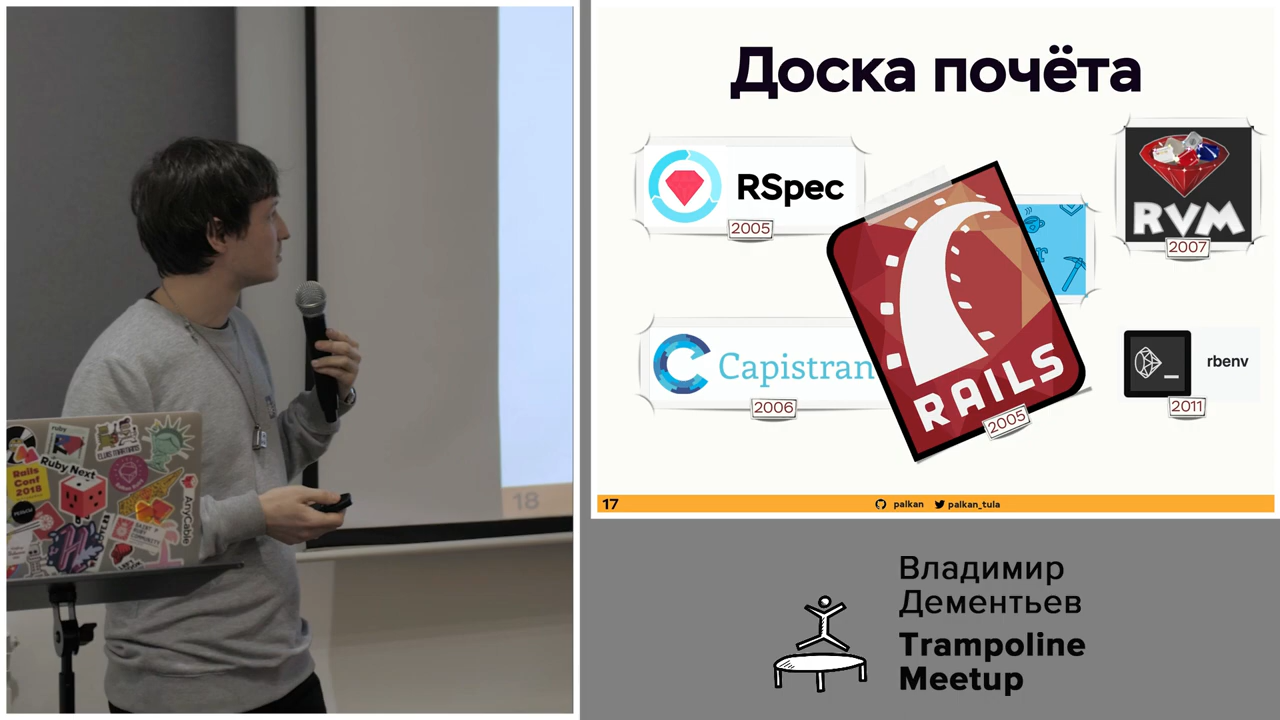 Доска почёта
RSpec
2005
RVM
2007
Capistran
2006
RAILS
2005
rbenv
2011
17
palkan
palkan_tula
18
ruby
Ruby Next
Rails
Conf
2018
AnyCable
Владимир
Дементьев
Trampoline
Meetup